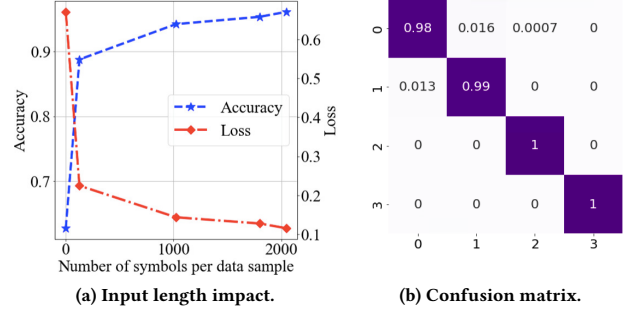 0.9
0.8
0.7
Accuracy
Accuracy
Loss
0.6
0.5
0.4
0.3
0.2
0.1
Loss
0 1000 2000
Number of symbols per data sample
(a) Input length impact.
0 0.98 0.016 0.0007 0
1 0.013 0.99 0 0
2 0 0 1 0
3 0 0 0 1
0 1 2 3
(b) Confusion matrix.